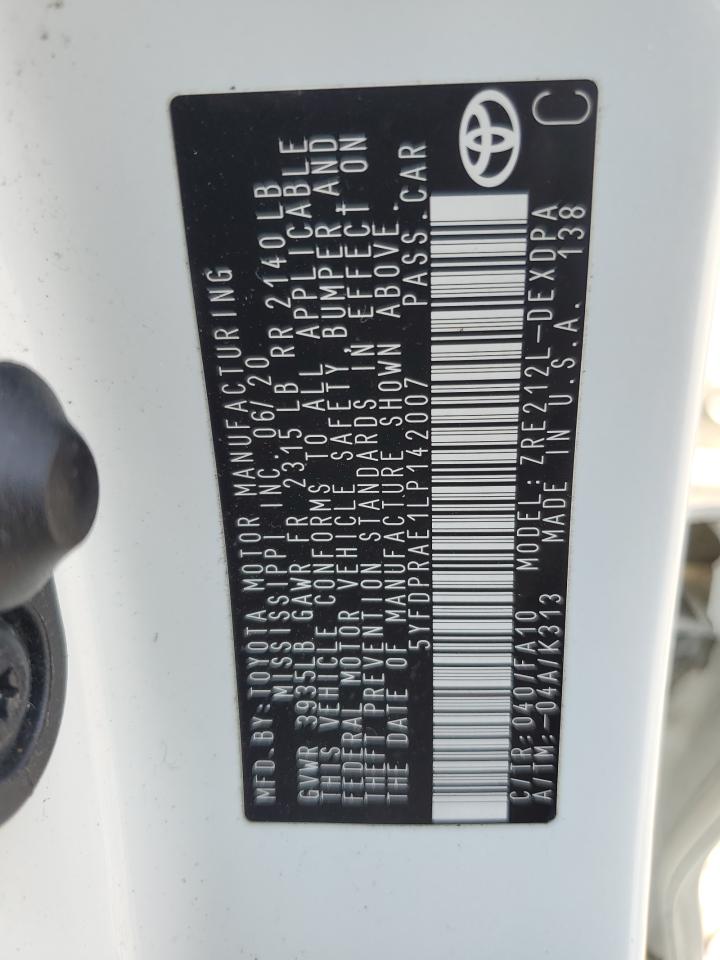 MFD.BY:TOYOTA MOTOR MANUFACTURING
MISSISSIPPI INC. 06/20
GVWR 3935LB GAWR FR 2315 LB RR 2140LB
THIS VEHICLE CONFORMS TO ALL APPLICABLE
FEDERAL MOTOR VEHICLE SAFETY BUMPER AND
THEFT PREVENTION STANDARDS IN EFFECT ON
THE DATE OF MANUFACTURE SHOWN ABOVE.
5YFDPRAE1LP142007 PASS.CAR
C/TR:040/FA10 MODEL:ZRE212L-DEXDPA
A/TM:-04A/K313 MADE IN U.S.A. 138
C